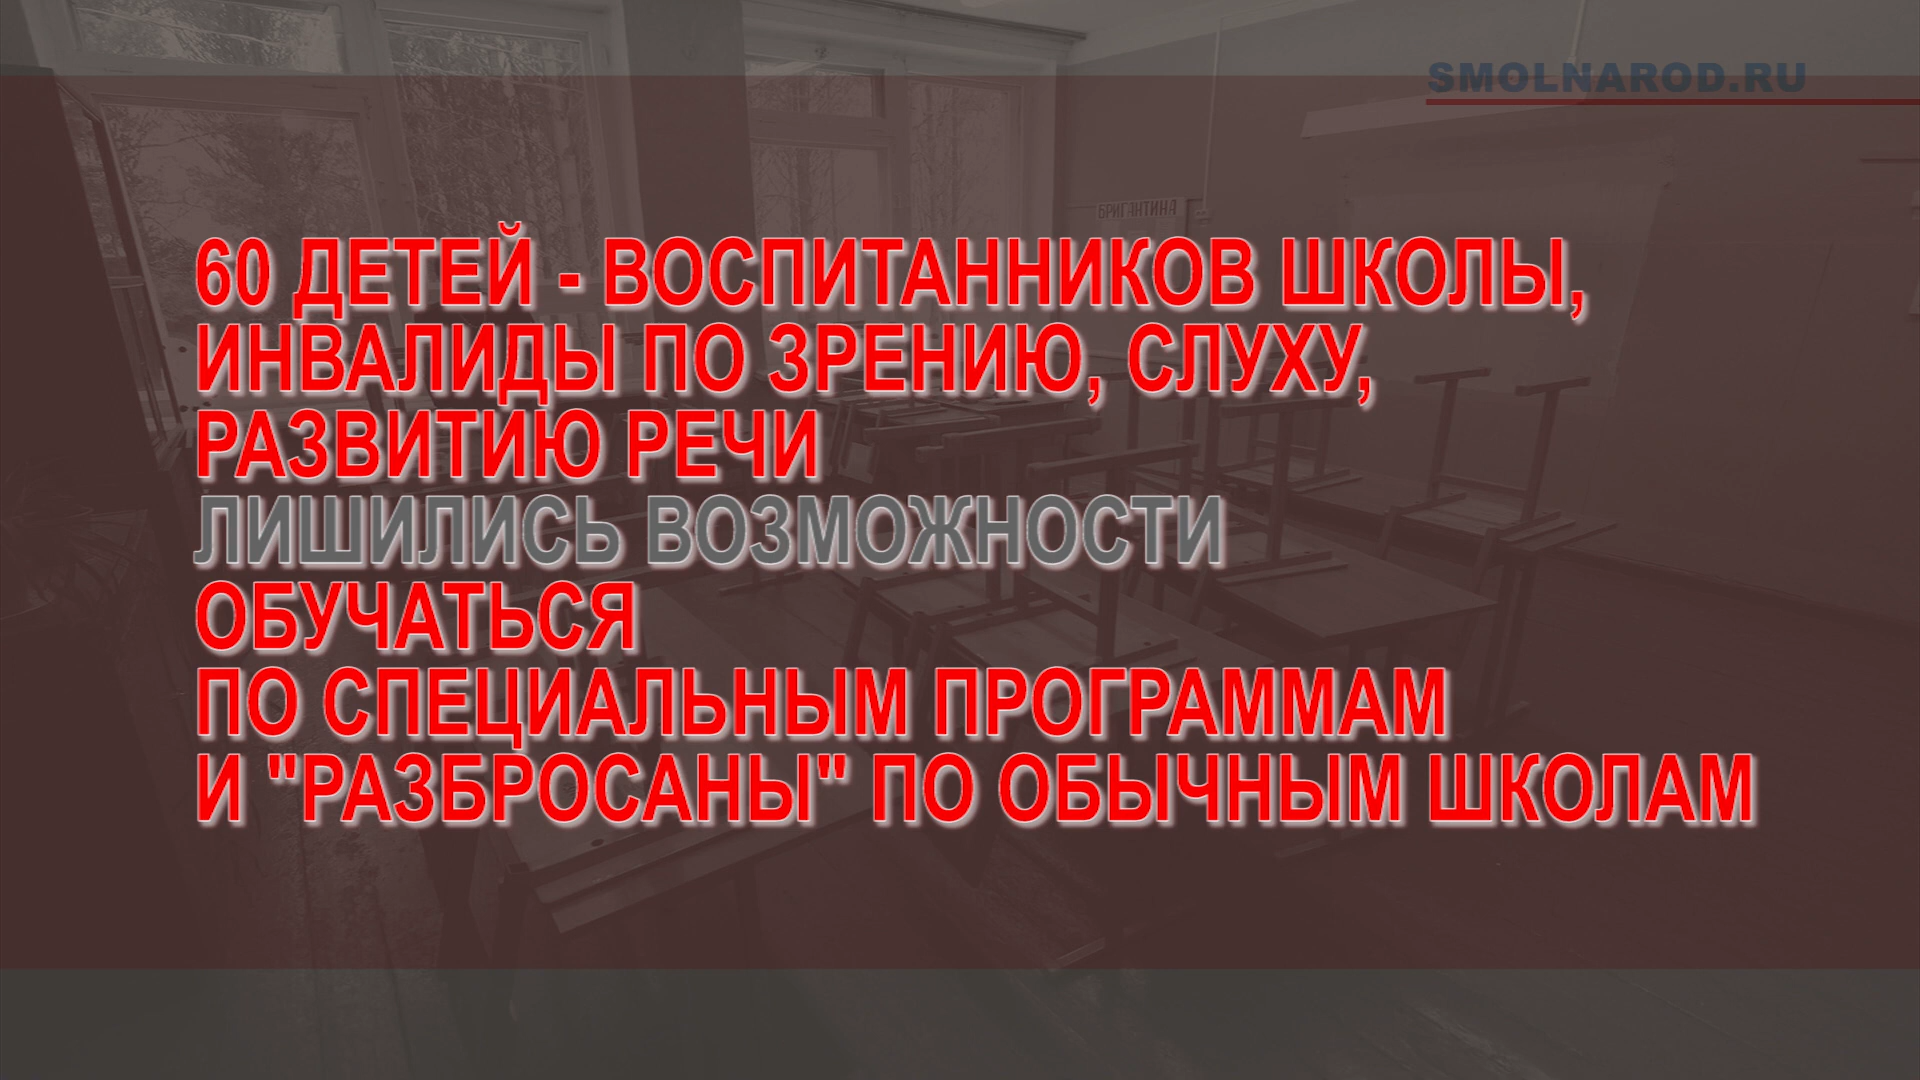 SMOLNAROD.RU
БРИГАНТИНА
60 ДЕТЕЙ - ВОСПИТАННИКОВ ШКОЛЫ,
ИНВАЛИДЫ ПО ЗРЕНИЮ, СЛУХУ,
РАЗВИТИЮ РЕЧИ
ЛИШИЛИСЬ ВОЗМОЖНОСТИ
ОБУЧАТЬСЯ
ПО СПЕЦИАЛЬНЫМ ПРОГРАММАМ
И "РАЗБРОСАНЫ" ПО ОБЫЧНЫМ ШКОЛАМ